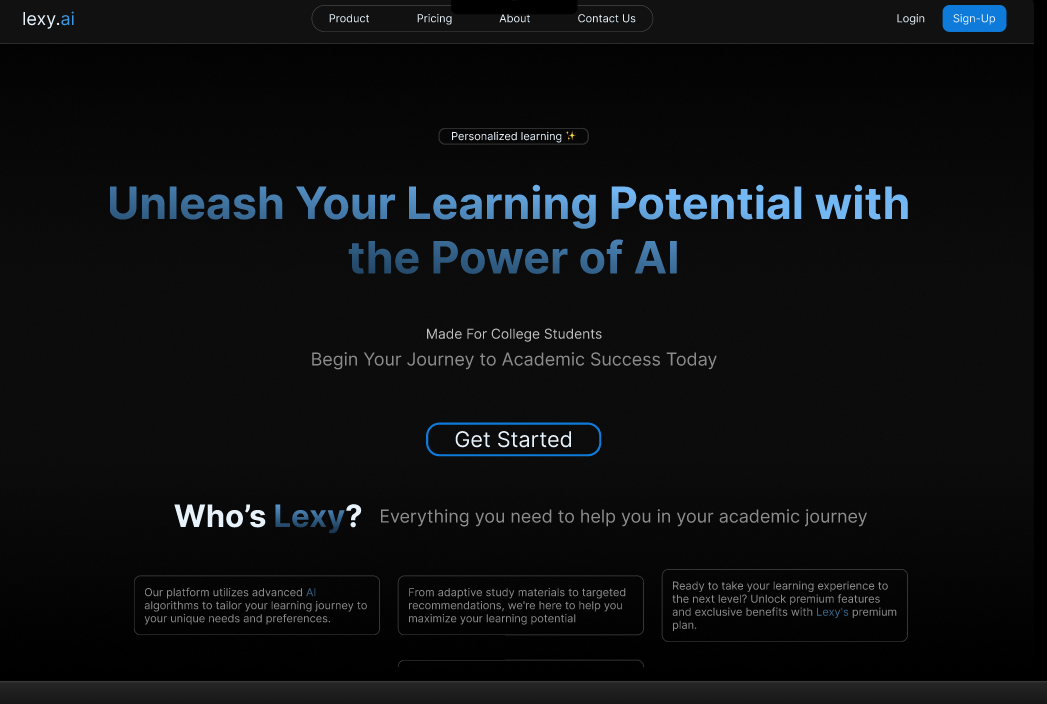 lexy.ai
Product
Pricing
About
Contact Us
Login
Sign-Up
Personalized learning ✨
Unleash Your Learning Potential with
the Power of AI
Made For College Students
Begin Your Journey to Academic Success Today
Get Started
Who’s Lexy?
Everything you need to help you in your academic journey
Our platform utilizes advanced AI
algorithms to tailor your learning journey to
your unique needs and preferences.
From adaptive study materials to targeted
recommendations, we're here to help you
maximize your learning potential
Ready to take your learning experience to
the next level? Unlock premium features
and exclusive benefits with Lexy's premium
plan.